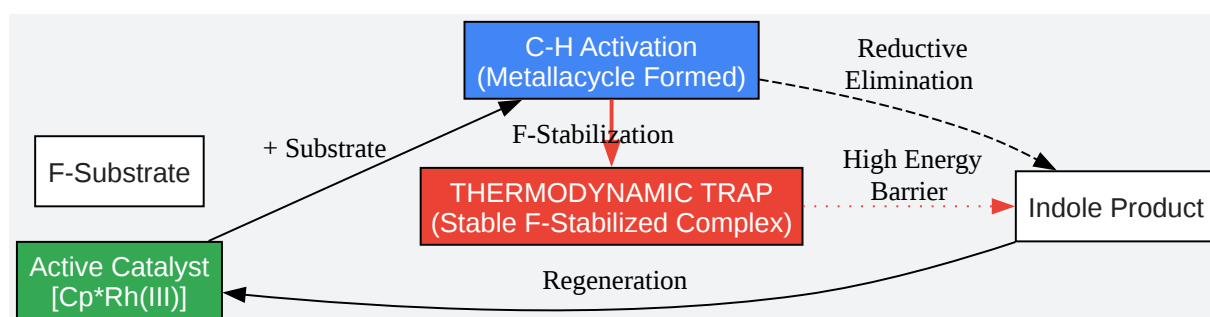 C-H Activation
(Metallacycle Formed)
Reductive
Elimination
+ Substrate
F-Stabilization
F-Substrate
THERMODYNAMIC TRAP
(Stable F-Stabilized Complex)
High Energy
Barrier
Indole Product
Active Catalyst
[Cp*Rh(III)]
Regeneration